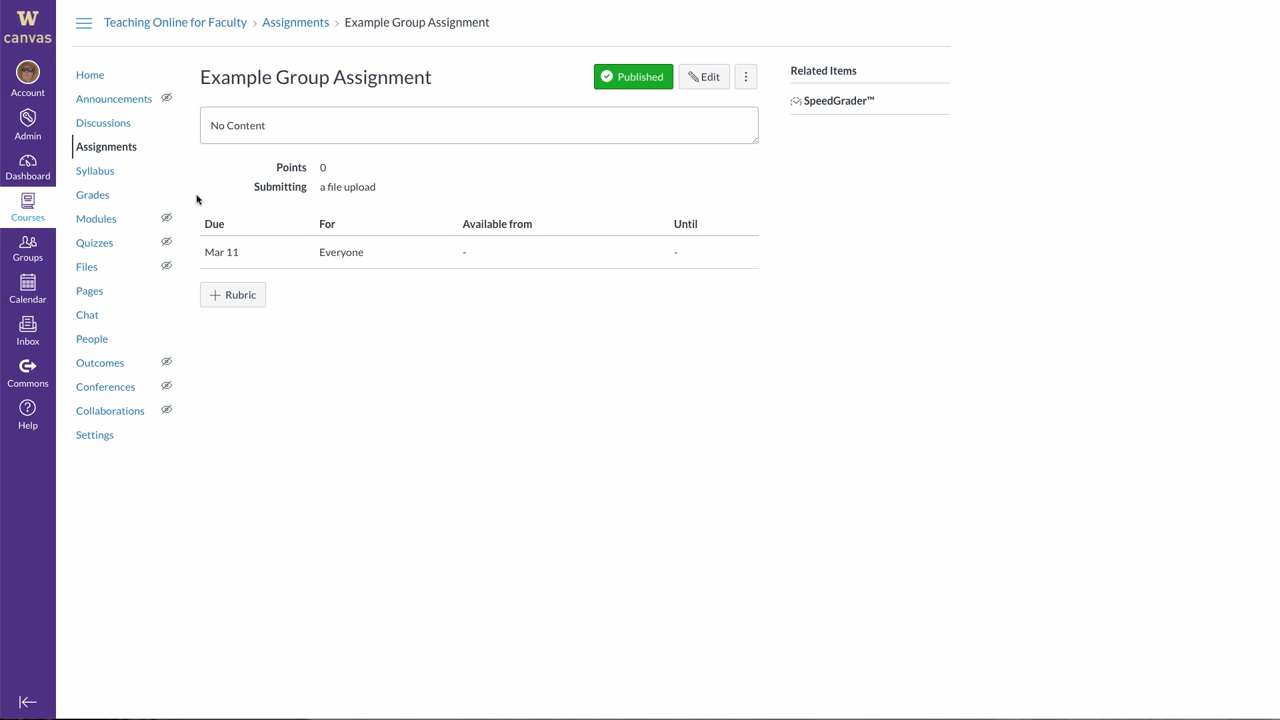 W
canvas
Account
Admin
Dashboard
Courses
Groups
Calendar
Inbox
Commons
Help
Teaching Online for Faculty › Assignments › Example Group Assignment
Home
Announcements
Discussions
Assignments
Syllabus
Grades
Modules
Quizzes
Files
Pages
Chat
People
Outcomes
Conferences
Collaborations
Settings
Example Group Assignment
Published
Edit
No Content
Points 0
Submitting a file upload
Due For Available from Until
Mar 11 Everyone - -
+ Rubric
Related Items
SpeedGrader™